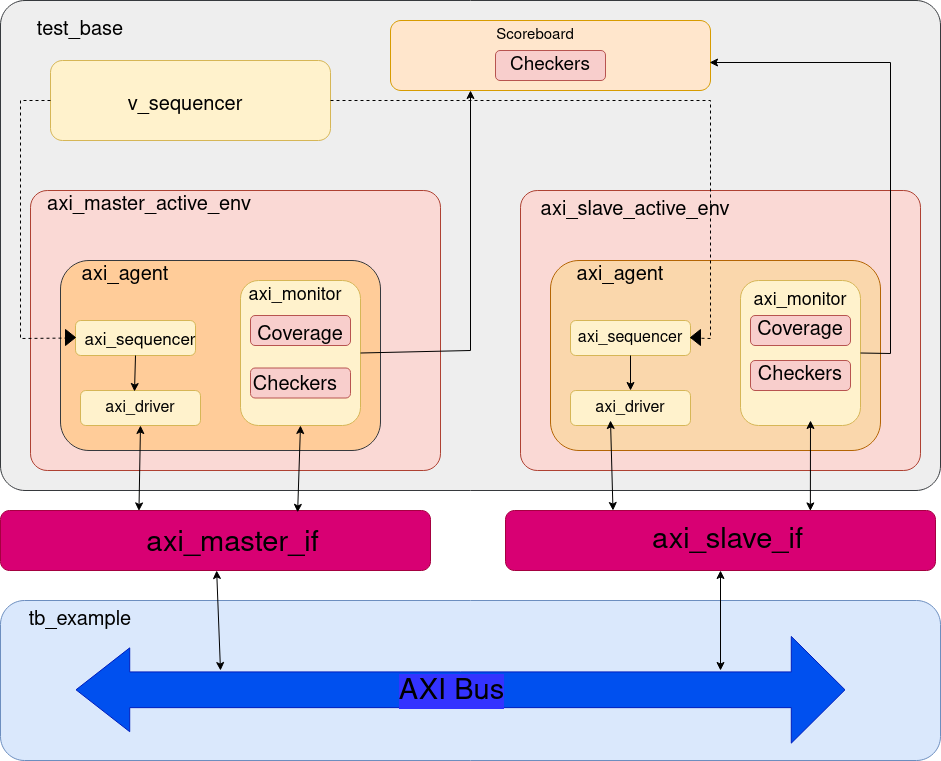 test_base
Scoreboard
Checkers
v_sequencer
axi_master_active_env
axi_slave_active_env
axi_agent
axi_monitor
Coverage
Checkers
axi_sequencer
axi_driver
axi_agent
axi_monitor
Coverage
Checkers
axi_sequencer
axi_driver
axi_master_if
axi_slave_if
tb_example
AXI Bus